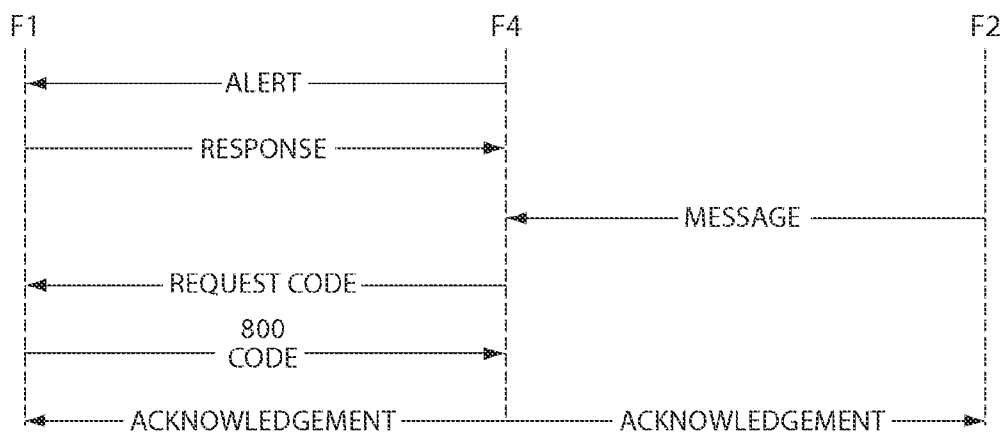 F1 F4 F2
ALERT
RESPONSE
MESSAGE
REQUEST CODE
800
CODE
ACKNOWLEDGEMENT ACKNOWLEDGEMENT